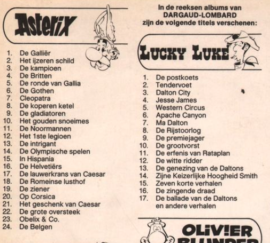 Asterix
1. De Galliër
2. Het ijzeren schild
3. De kampioen
4. De Britten
5. De ronde van Gallia
6. De Gothen
7. Cleopatra
8. De koperen ketel
9. De gladiatoren
10. Het gouden snoeimes
11. De Noormannen
12. Het 1ste legioen
13. De intrigant
14. De Olympische spelen
15. In Hispania
16. De Helvetiërs
17. De lauwerkrans van Caesar
18. De Romeinse lusthof
19. De ziener
20. Op Corsica
21. Het geschenk van Caesar
22. De grote oversteek
23. Obelix & Co.
24. De Belgen
In de reeksen albums van
DARGAUD-LOMBARD
zijn de volgende titels verschenen:
LUCKY LUKE
1. De postkoets
2. Tendervoet
3. Dalton City
4. Jesse James
5. Western Circus
6. Apache Canyon
7. Ma Dalton
8. De Rijstoorlog
9. De premiejager
10. De grootvorst
11. De erfenis van Rataplan
12. De witte ridder
13. De genezing van de Daltons
14. Zijne Keizerlijke Hoogheid Smith
15. Zeven korte verhalen
16. De zingende draad
17. De ballade van de Daltons
en andere verhalen
OLIVIER
BLUNDER